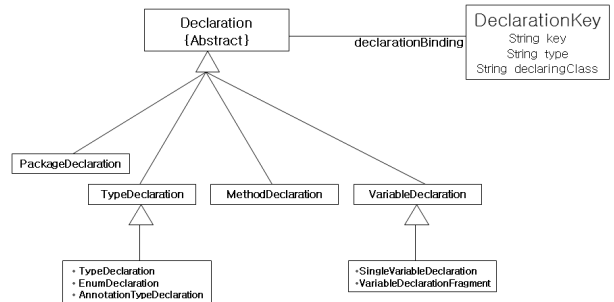 Declaration
{Abstract}
declarationBinding
DeclarationKey
String key
String type
String declaringClass
PackageDeclaration
TypeDeclaration
MethodDeclaration
VariableDeclaration
• TypeDeclaration
• EnumDeclaration
• AnnotationTypeDeclaration
•SingleVariableDeclaration
•VariableDeclarationFragment